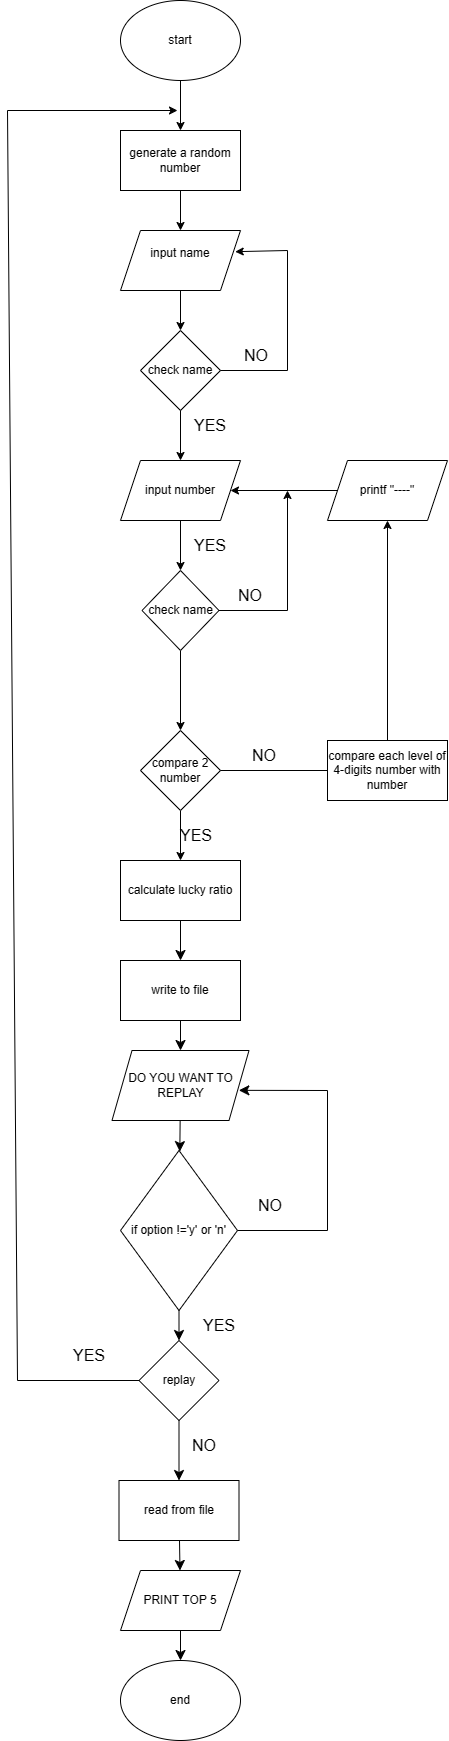 start
generate a random
number
input name
check name
NO
YES
input number
printf "----"
YES
check name
NO
compare 2
number
NO
compare each level of
4-digits number with
number
YES
calculate lucky ratio
write to file
DO YOU WANT TO
REPLAY
if option !='y' or 'n'
NO
YES
YES
replay
NO
read from file
PRINT TOP 5
end